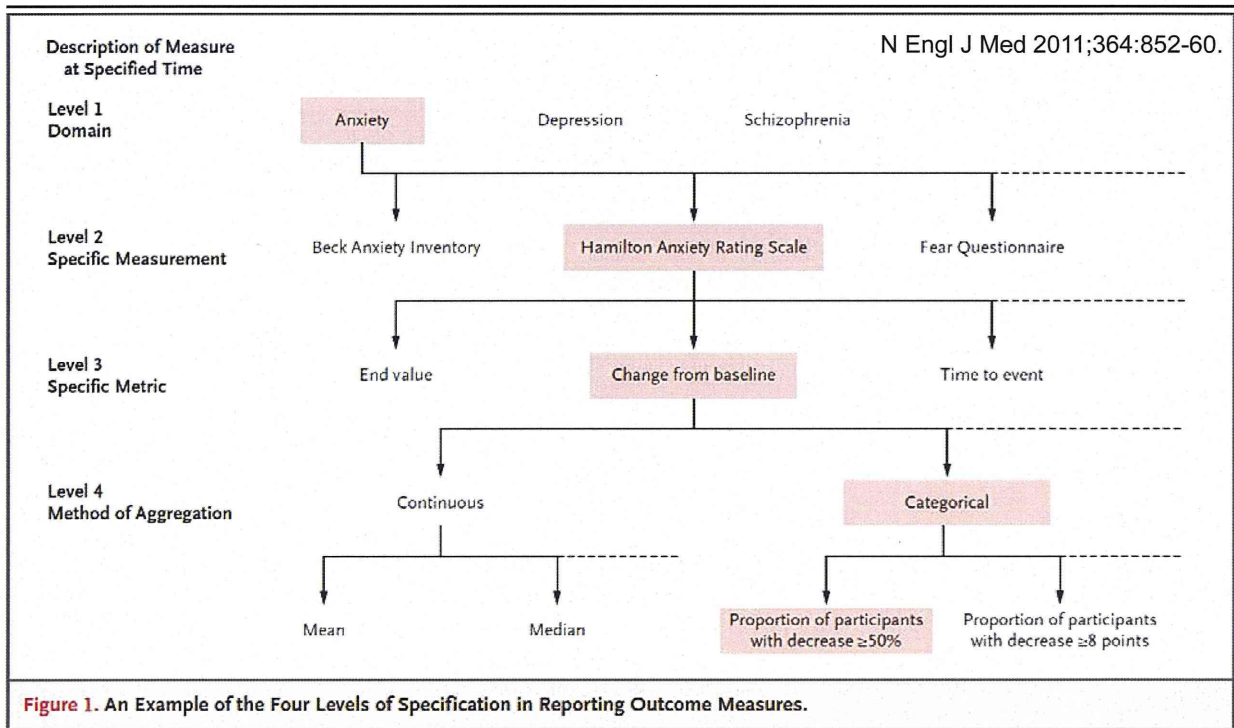 Description of Measure
at Specified Time
N Engl J Med 2011;364:852-60.
Level 1
Domain
Anxiety
Depression
Schizophrenia
Level 2
Specific Measurement
Beck Anxiety Inventory
Hamilton Anxiety Rating Scale
Fear Questionnaire
Level 3
Specific Metric
End value
Change from baseline
Time to event
Level 4
Method of Aggregation
Continuous
Categorical
Mean
Median
Proportion of participants
with decrease ≥50%
Proportion of participants
with decrease ≥8 points
Figure 1. An Example of the Four Levels of Specification in Reporting Outcome Measures.